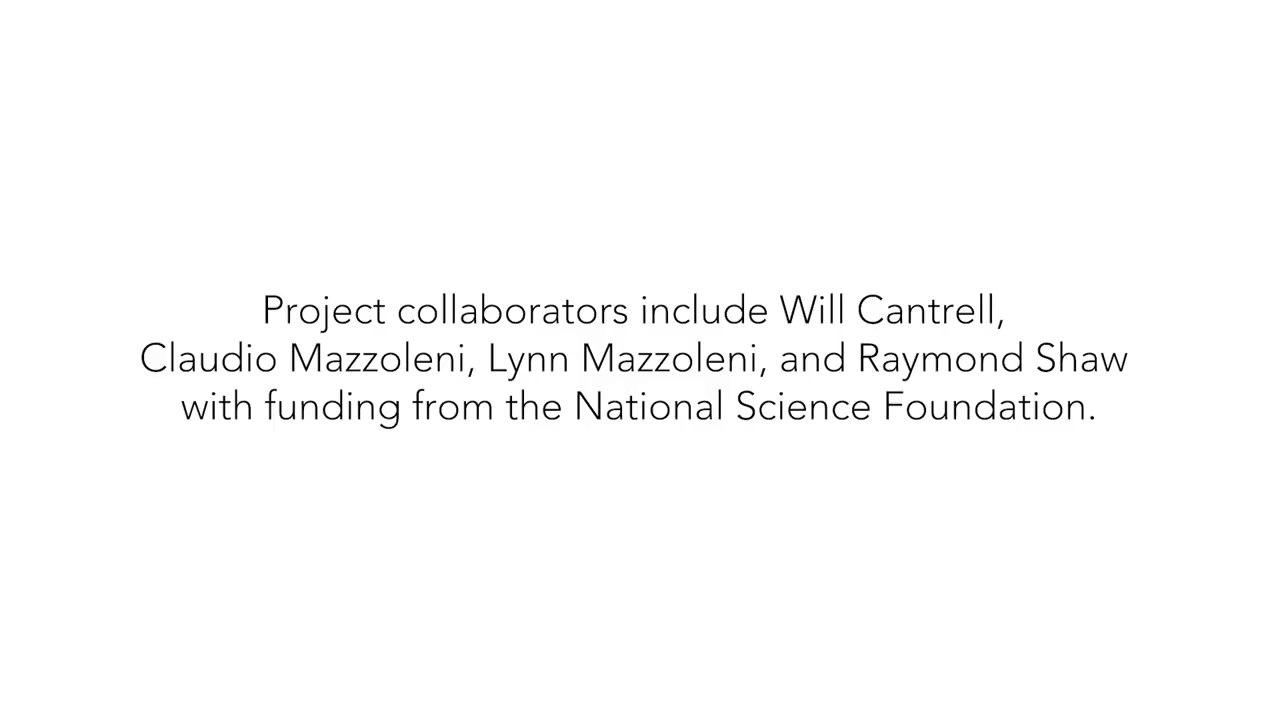 Project collaborators include Will Cantrell,
Claudio Mazzoleni, Lynn Mazzoleni, and Raymond Shaw
with funding from the National Science Foundation.